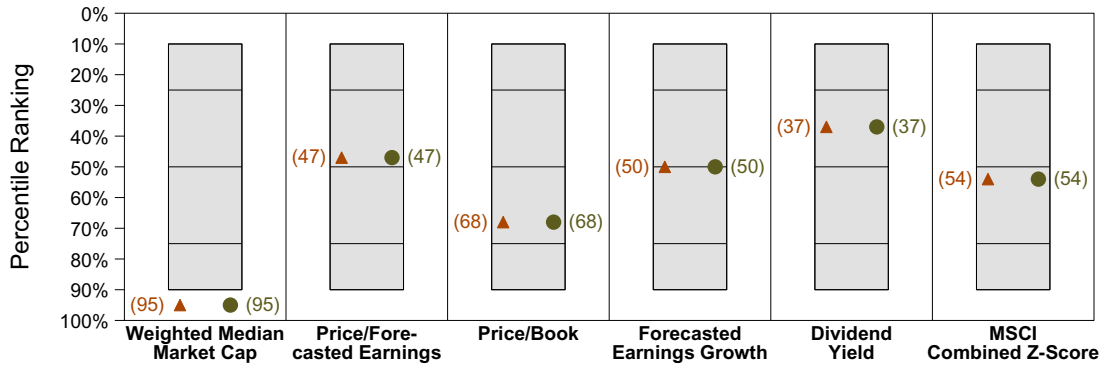 0%
10%
20%
30%
40%
50%
60%
70%
80%
90%
100%
Percentile Ranking
(95) (95)
(47) (47)
(68) (68)
(50) (50)
(37) (37)
(54) (54)
Weighted Median
Market Cap
Price/Fore-
casted Earnings
Price/Book
Forecasted
Earnings Growth
Dividend
Yield
MSCI
Combined Z-Score